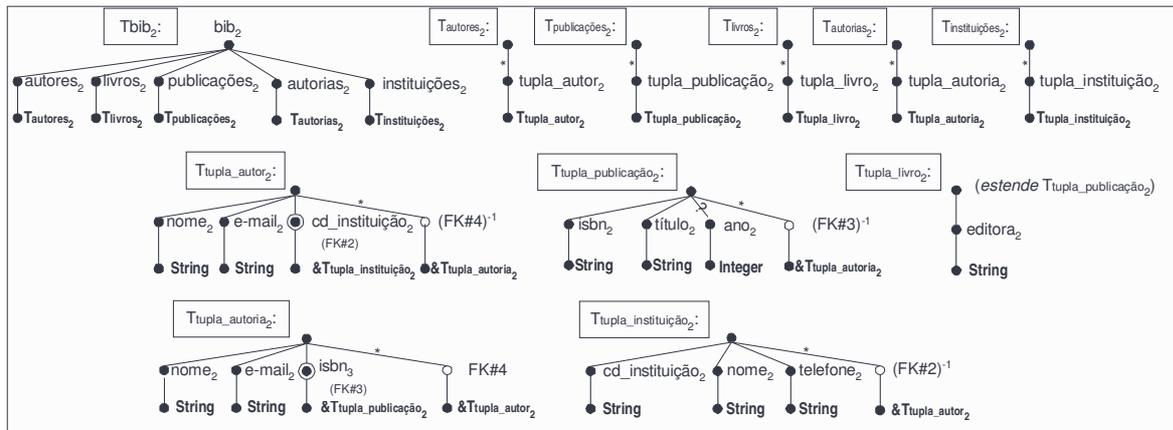 Tbib2: bib2 Tautores2: Tpublicações2: Tlivros2: Tautorias2: Tinstituições2:
* * * * *
autores2 livros2 publicações2 autorias2 instituições2 tupla_autor2 tupla_publicação2 tupla_livro2 tupla_autoria2 tupla_instituição2
Tautores2 Tlivros2 Tpublicações2 Tautorias2 Tinstituições2 Ttupla_autor2 Ttupla_publicação2 Ttupla_livro2 Ttupla_autoria2 Ttupla_instituição2
Ttupla_autor2: Ttupla_publicação2: Ttupla_livro2:
(estende Ttupla_publicação2)
* ? *
nome2 e-mail2 cd_instituição2 (FK#4)-1 isbn2 título2 ano2 (FK#3)-1 editora2
(FK#2)
String String &Ttupla_instituição2 &Ttupla_autoria2 String String Integer &Ttupla_autoria2 String
Ttupla_autoria2: Ttupla_instituição2:
* *
nome2 e-mail2 isbn3 FK#4 cd_instituição2 nome2 telefone2 (FK#2)-1
(FK#3)
String String &Ttupla_publicação2 &Ttupla_autor2 String String String &Ttupla_autor2